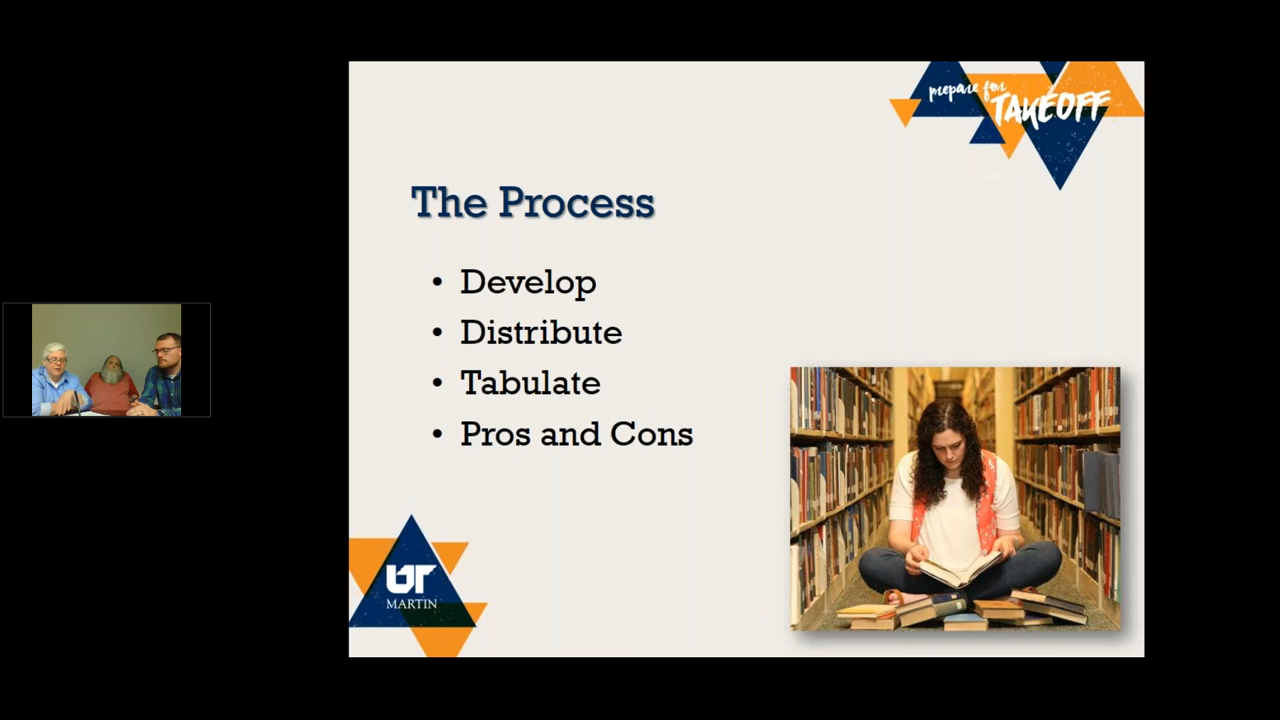 prepare for
TAKEOFF
The Process
• Develop
• Distribute
• Tabulate
• Pros and Cons
UT
MARTIN